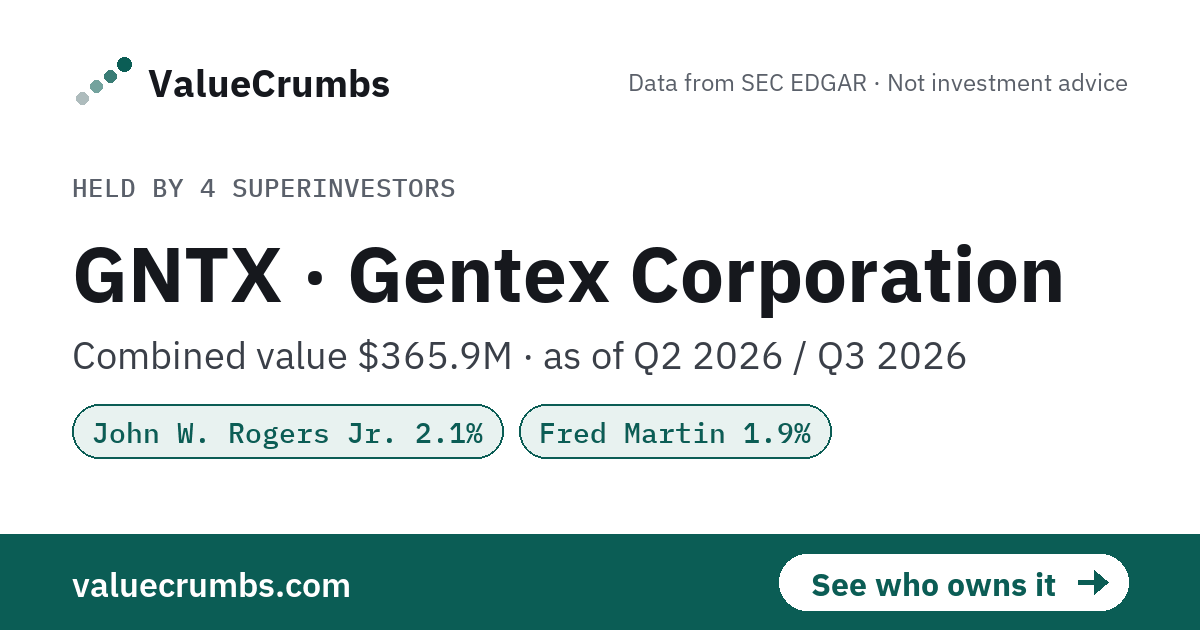 ValueCrumbs
Data from SEC EDGAR · Not investment advice
HELD BY 4 SUPERINVESTORS
GNTX · Gentex Corporation
Combined value $365.9M · as of Q2 2026 / Q3 2026
John W. Rogers Jr. 2.1%
Fred Martin 1.9%
valuecrumbs.com
See who owns it